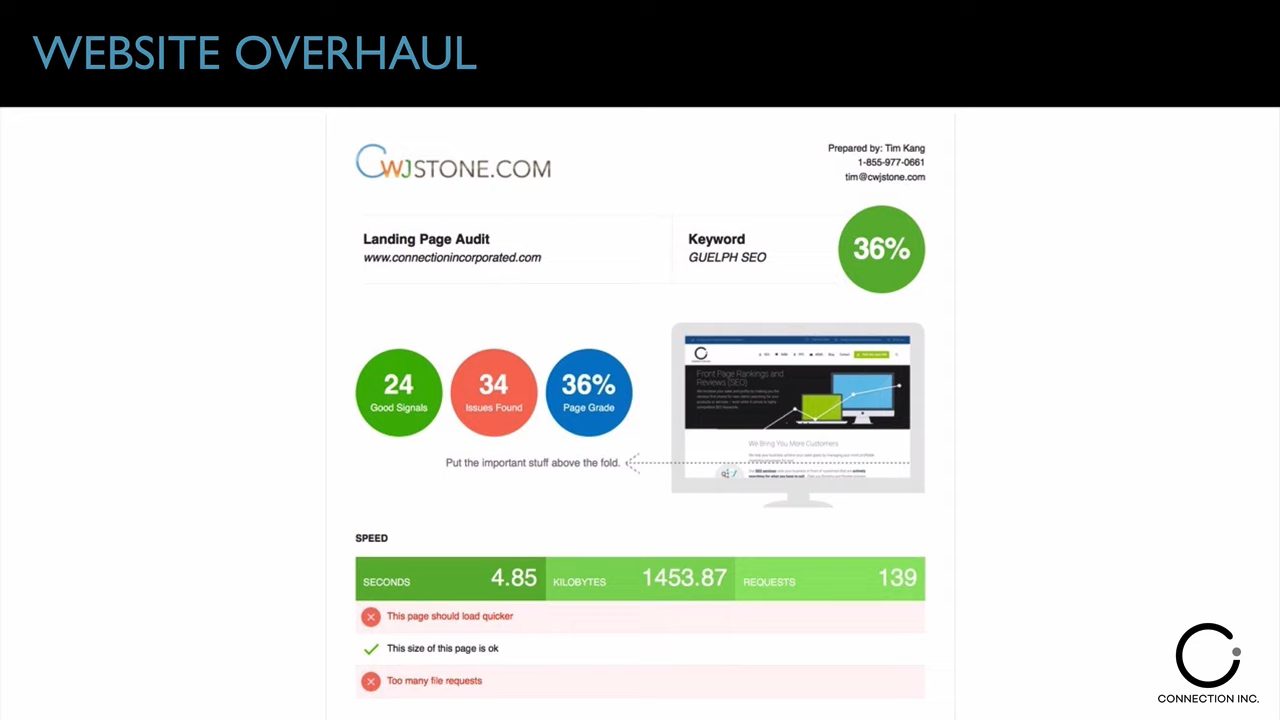 WEBSITE OVERHAUL
CWJSTONE.COM
Prepared by: Tim Kang
1-855-977-0661
tim@cwjstone.com
Landing Page Audit
www.connectionincorporated.com
Keyword
GUELPH SEO
36%
24
Good Signals
34
Issues Found
36%
Page Grade
Front Page Rankings and
Reviews (SEO)
We Bring You More Customers
Put the important stuff above the fold.
SPEED
SECONDS 4.85
KILOBYTES 1453.87
REQUESTS 139
This page should load quicker
This size of this page is ok
Too many file requests
CONNECTION INC.